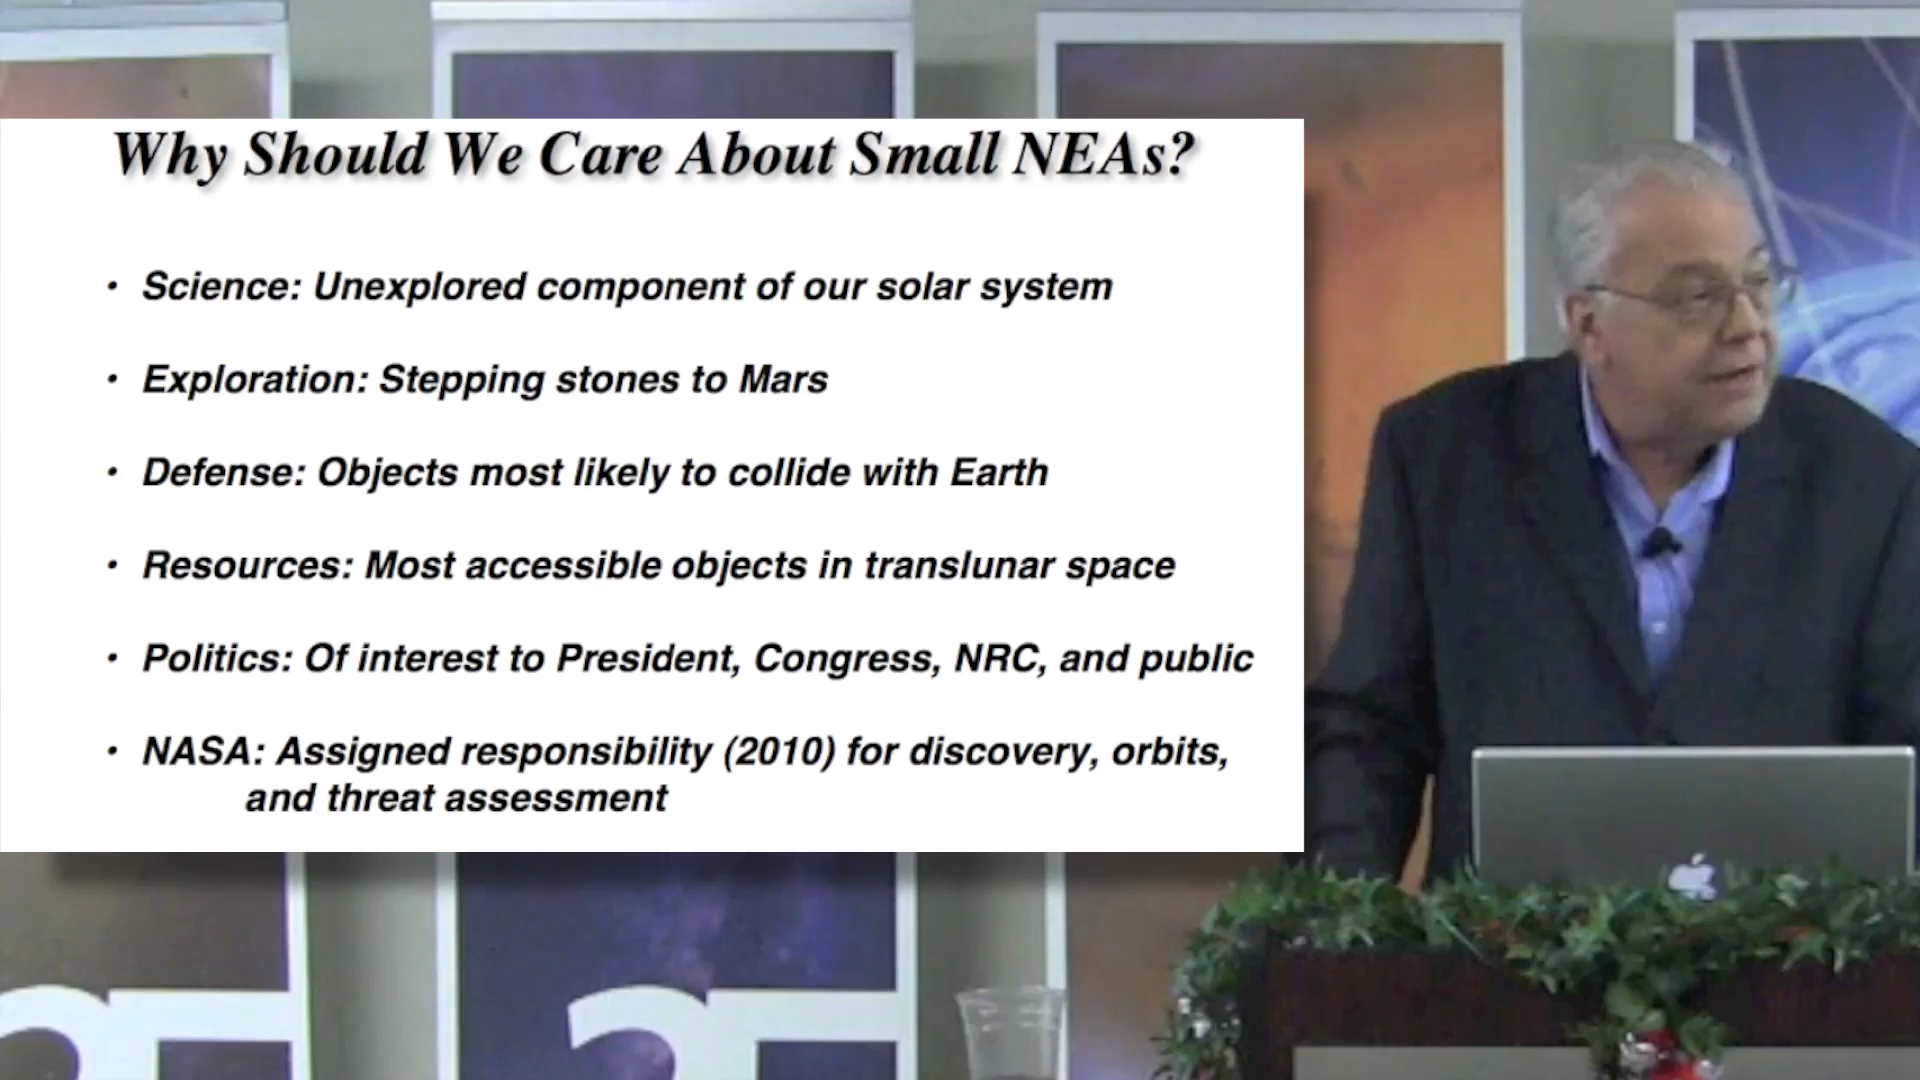 Why Should We Care About Small NEAs?
• Science: Unexplored component of our solar system
• Exploration: Stepping stones to Mars
• Defense: Objects most likely to collide with Earth
• Resources: Most accessible objects in translunar space
• Politics: Of interest to President, Congress, NRC, and public
• NASA: Assigned responsibility (2010) for discovery, orbits,
and threat assessment